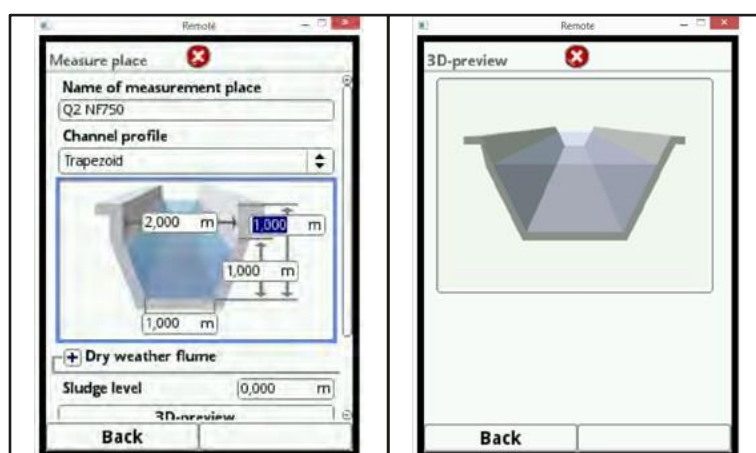 Remote
Measure place
Name of measurement place
Q2 NF750
Channel profile
Trapezoid
2,000 m
1,000 m
1,000 m
1,000 m
+ Dry weather flume
Sludge level 0,000 m
3D-preview
Back
Remote
3D-preview
Back